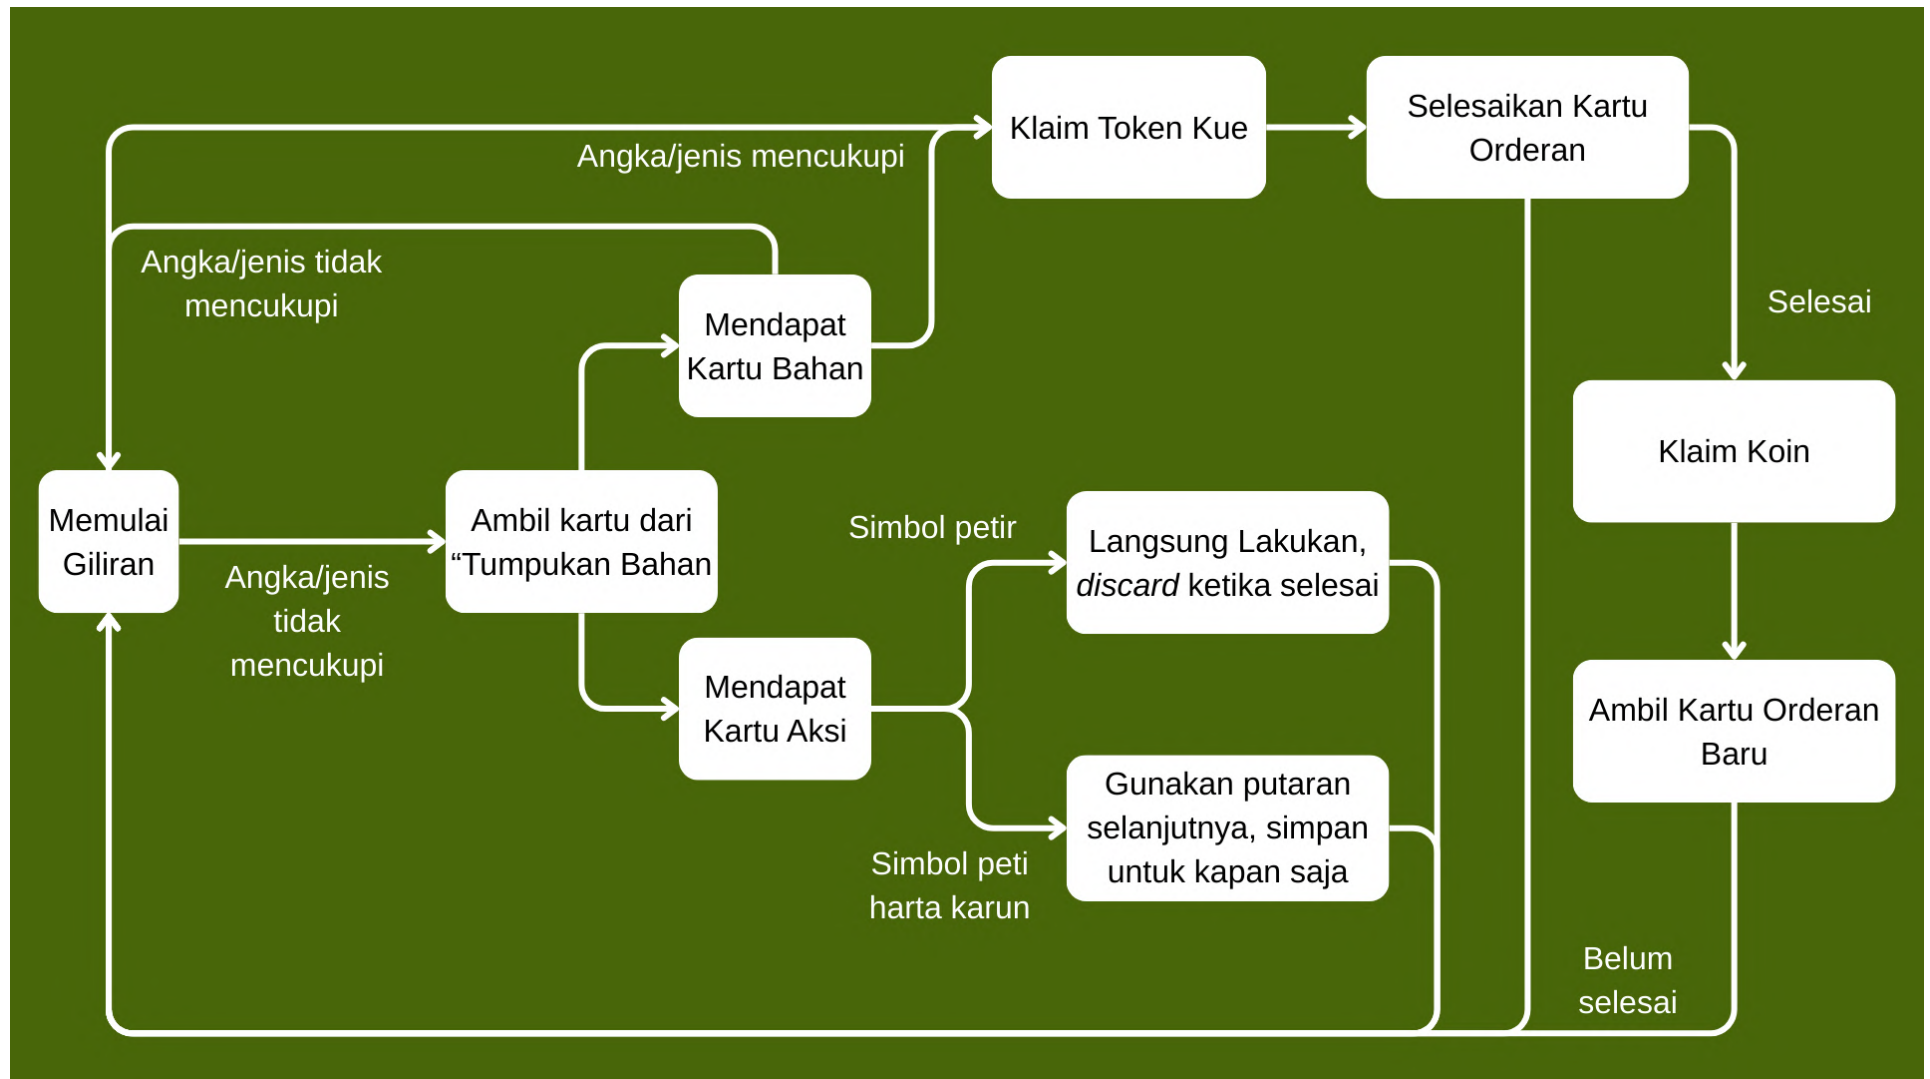 Klaim Token Kue
Selesaikan Kartu
Orderan
Angka/jenis mencukupi
Angka/jenis tidak
mencukupi
Selesai
Mendapat
Kartu Bahan
Klaim Koin
Memulai
Giliran
Angka/jenis
tidak
mencukupi
Ambil kartu dari
“Tumpukan Bahan
Simbol petir
Langsung Lakukan,
discard ketika selesai
Mendapat
Kartu Aksi
Ambil Kartu Orderan
Baru
Gunakan putaran
selanjutnya, simpan
untuk kapan saja
Simbol peti
harta karun
Belum
selesai